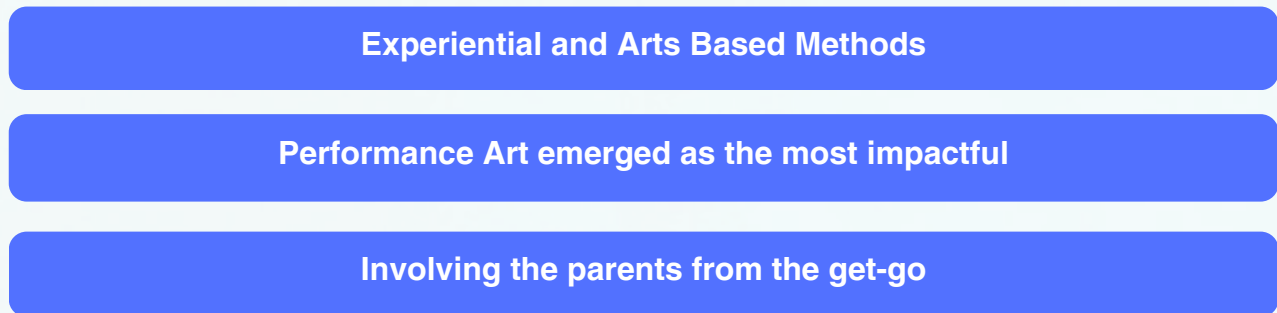 Experiential and Arts Based Methods
Performance Art emerged as the most impactful
Involving the parents from the get-go